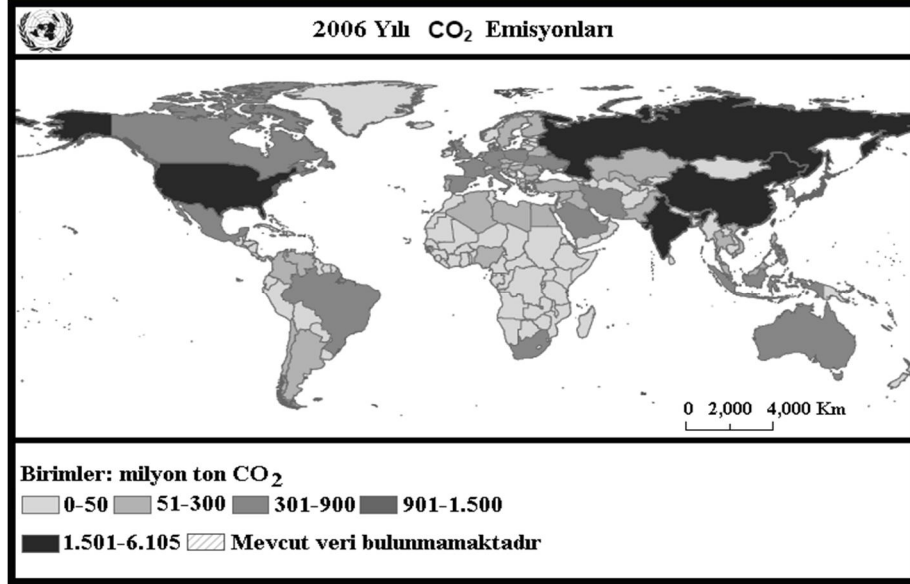 2006 Yılı CO2 Emisyonları
0 2,000 4,000 Km
Birimler: milyon ton CO2
0-50 51-300 301-900 901-1.500
1.501-6.105 Mevcut veri bulunmamaktadır